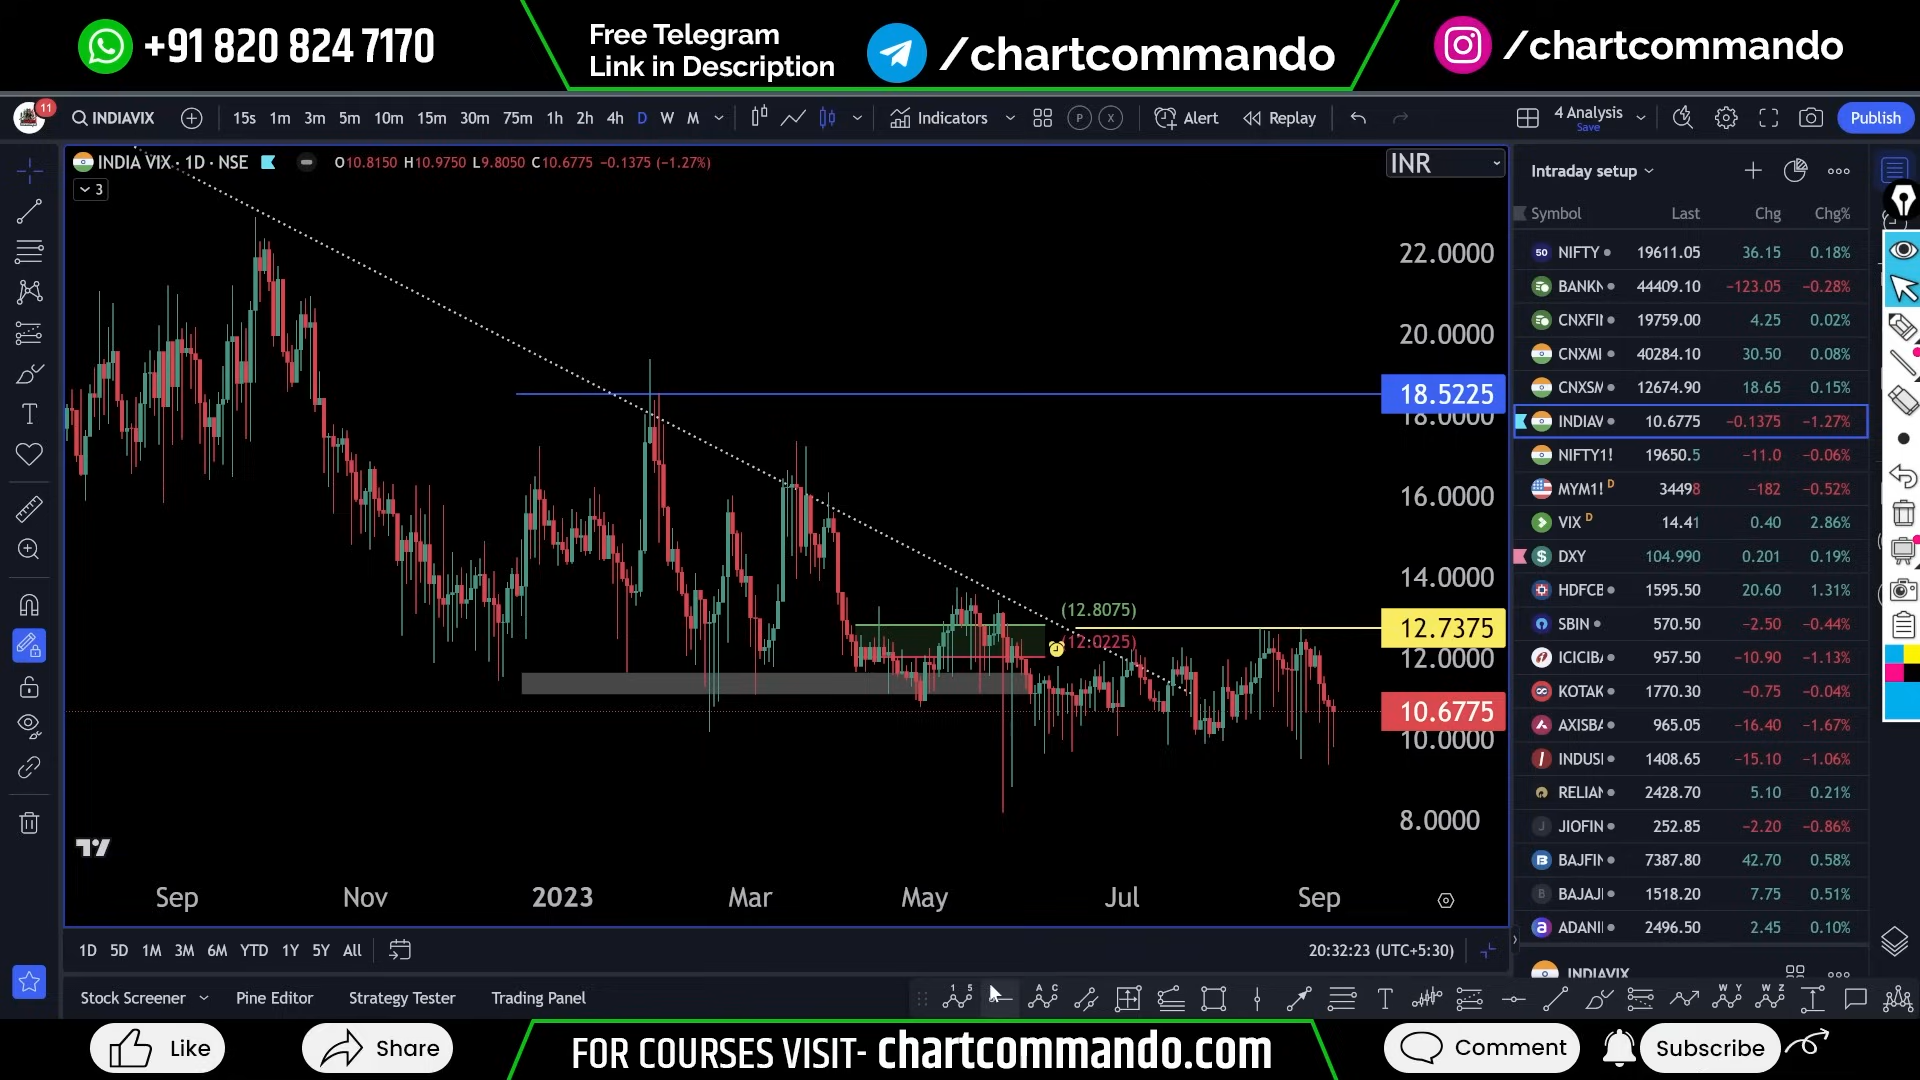 +91 820 824 7170
Free Telegram
Link in Description
/chartcommando
/chartcommando
11
INDIAVIX
15s 1m 3m 5m 10m 15m 30m 75m 1h 2h 4h D W M
Indicators
P
X
Alert
Replay
4 Analysis
Save
Publish
INDIA VIX · 1D · NSE
O10.8150 H10.9750 L9.8050 C10.6775 −0.1375 (−1.27%)
3
INR
22.0000
20.0000
18.5225
18.0000
16.0000
14.0000
(12.8075)
12.7375
(12.0225)
12.0000
10.6775
10.0000
8.0000
Sep Nov 2023 Mar May Jul Sep
1D 5D 1M 3M 6M YTD 1Y 5Y All
20:32:23 (UTC+5:30)
Stock Screener
Pine Editor
Strategy Tester
Trading Panel
Intraday setup
Symbol Last Chg Chg%
50 NIFTY 19611.05 36.15 0.18%
BANKN 44409.10 −123.05 −0.28%
CNXFI 19759.00 4.25 0.02%
CNXMI 40284.10 30.50 0.08%
CNXSM 12674.90 18.65 0.15%
INDIAV 10.6775 −0.1375 −1.27%
NIFTY1! 19650.5 −11.0 −0.06%
MYM1! D 34498 −182 −0.52%
VIX D 14.41 0.40 2.86%
DXY 104.990 0.201 0.19%
HDFCB 1595.50 20.60 1.31%
SBIN 570.50 −2.50 −0.44%
ICICIBA 957.50 −10.90 −1.13%
KOTAK 1770.30 −0.75 −0.04%
AXISBA 965.05 −16.40 −1.67%
INDUSI 1408.65 −15.10 −1.06%
RELIAN 2428.70 5.10 0.21%
J JIOFIN 252.85 −2.20 −0.86%
B BAJFIN 7387.80 42.70 0.58%
B BAJAJ 1518.20 7.75 0.51%
a ADANI 2496.50 2.45 0.10%
INDIAVIX
Like
Share
FOR COURSES VISIT- chartcommando.com
Comment
Subscribe